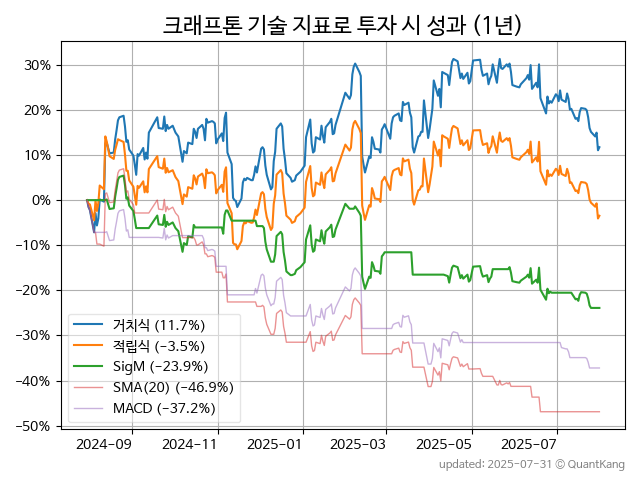 크래프톤 기술 지표로 투자 시 성과 (1년)
30%
20%
10%
0%
−10%
−20%
−30%
−40%
−50%
거치식 (11.7%)
적립식 (−3.5%)
SigM (−23.9%)
SMA(20) (−46.9%)
MACD (−37.2%)
2024-09
2024-11
2025-01
2025-03
2025-05
2025-07
updated: 2025-07-31 © QuantKang